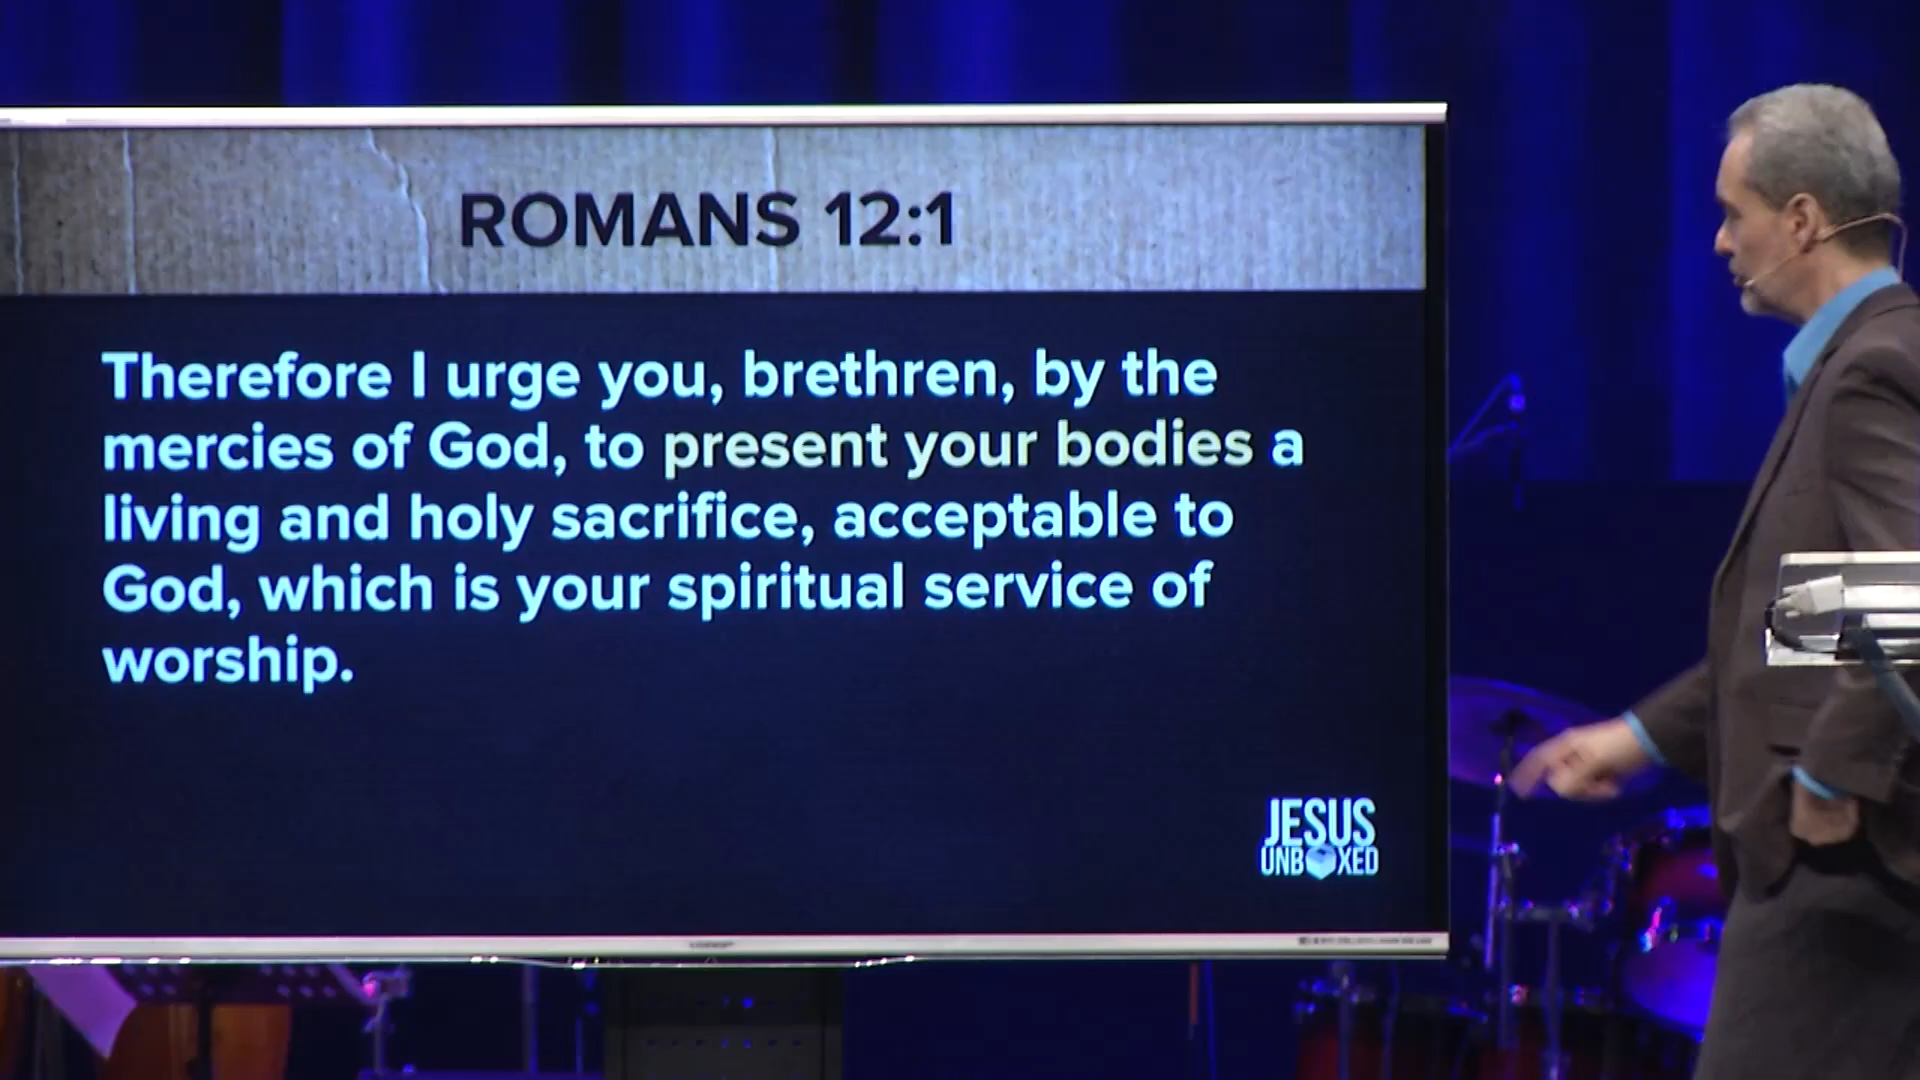 ROMANS 12:1
Therefore I urge you, brethren, by the
mercies of God, to present your bodies a
living and holy sacrifice, acceptable to
God, which is your spiritual service of
worship.
JESUS
UNBOXED